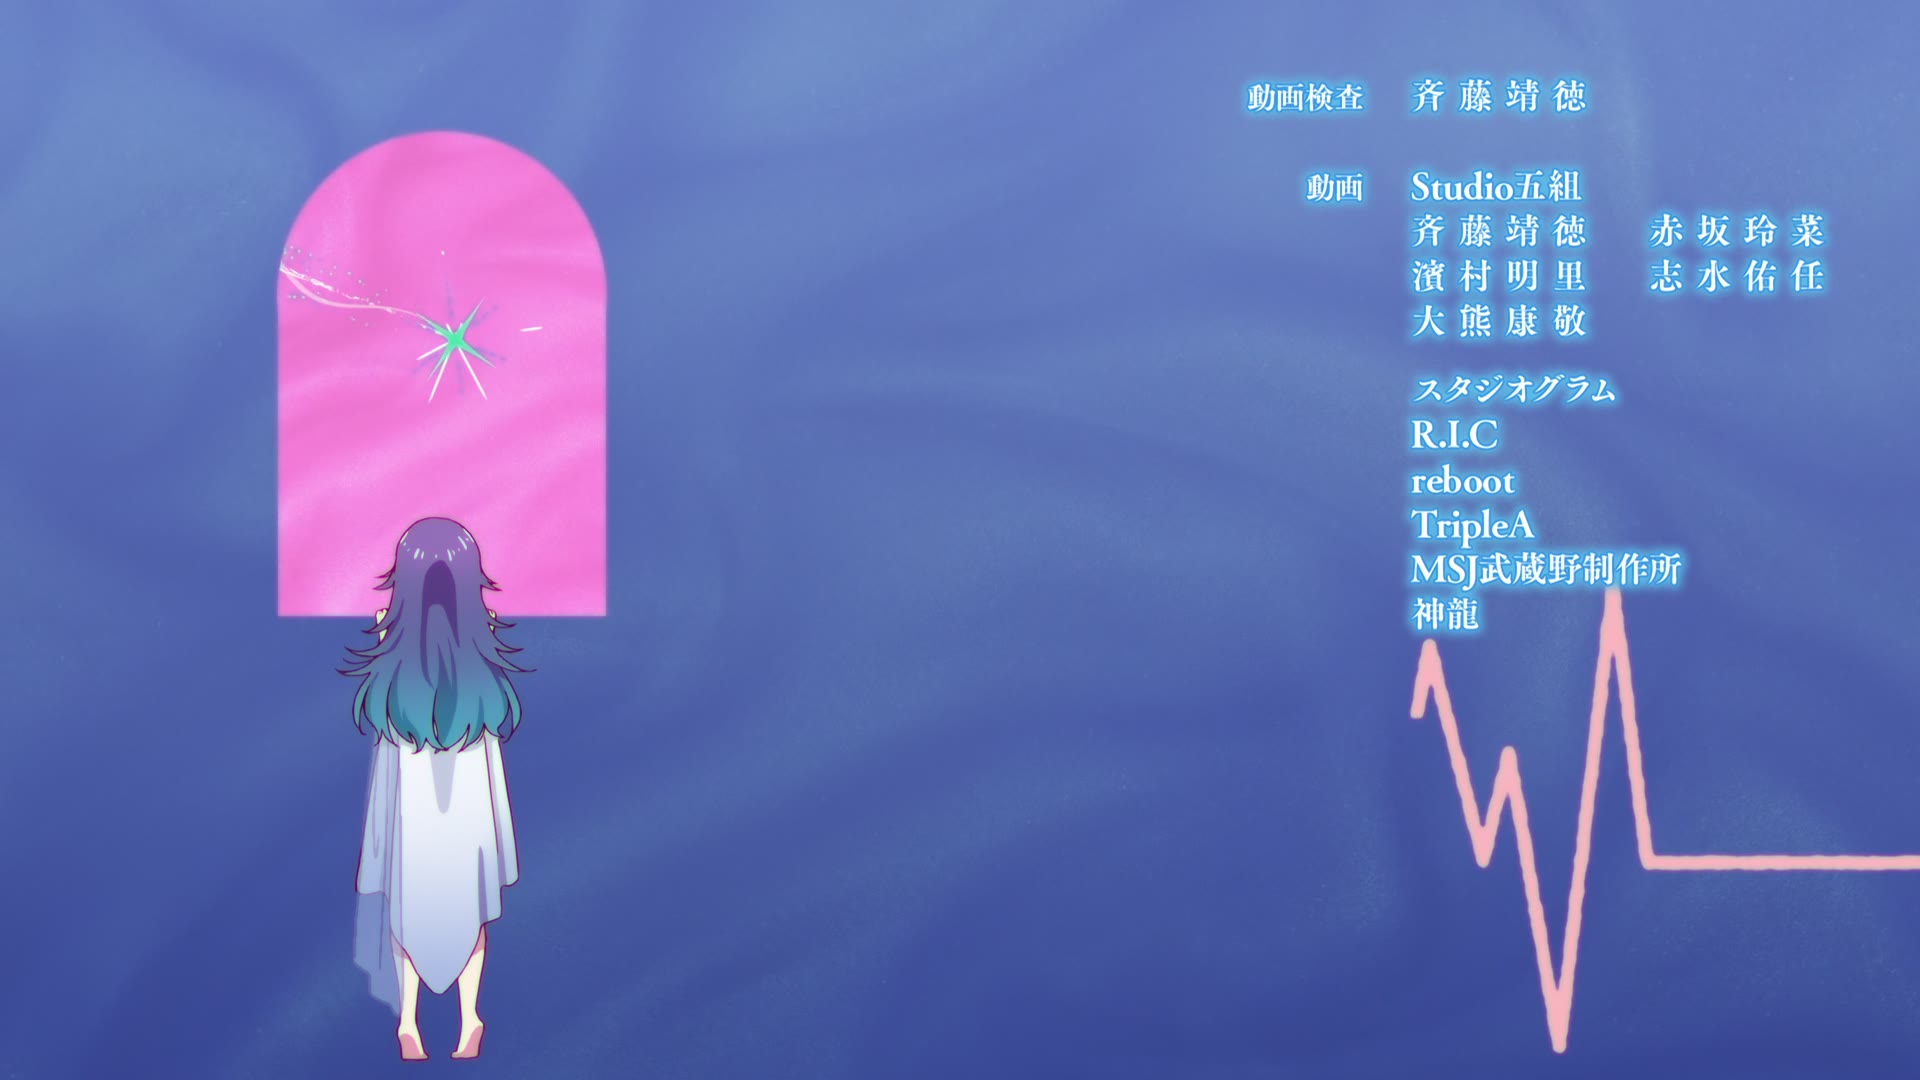 動画検査 斉藤靖徳
動画 Studio五組
斉藤靖徳 赤坂玲菜
濱村明里 志水佑任
大熊康敬
スタジオグラム
R.I.C
reboot
TripleA
MSJ武蔵野制作所
神龍